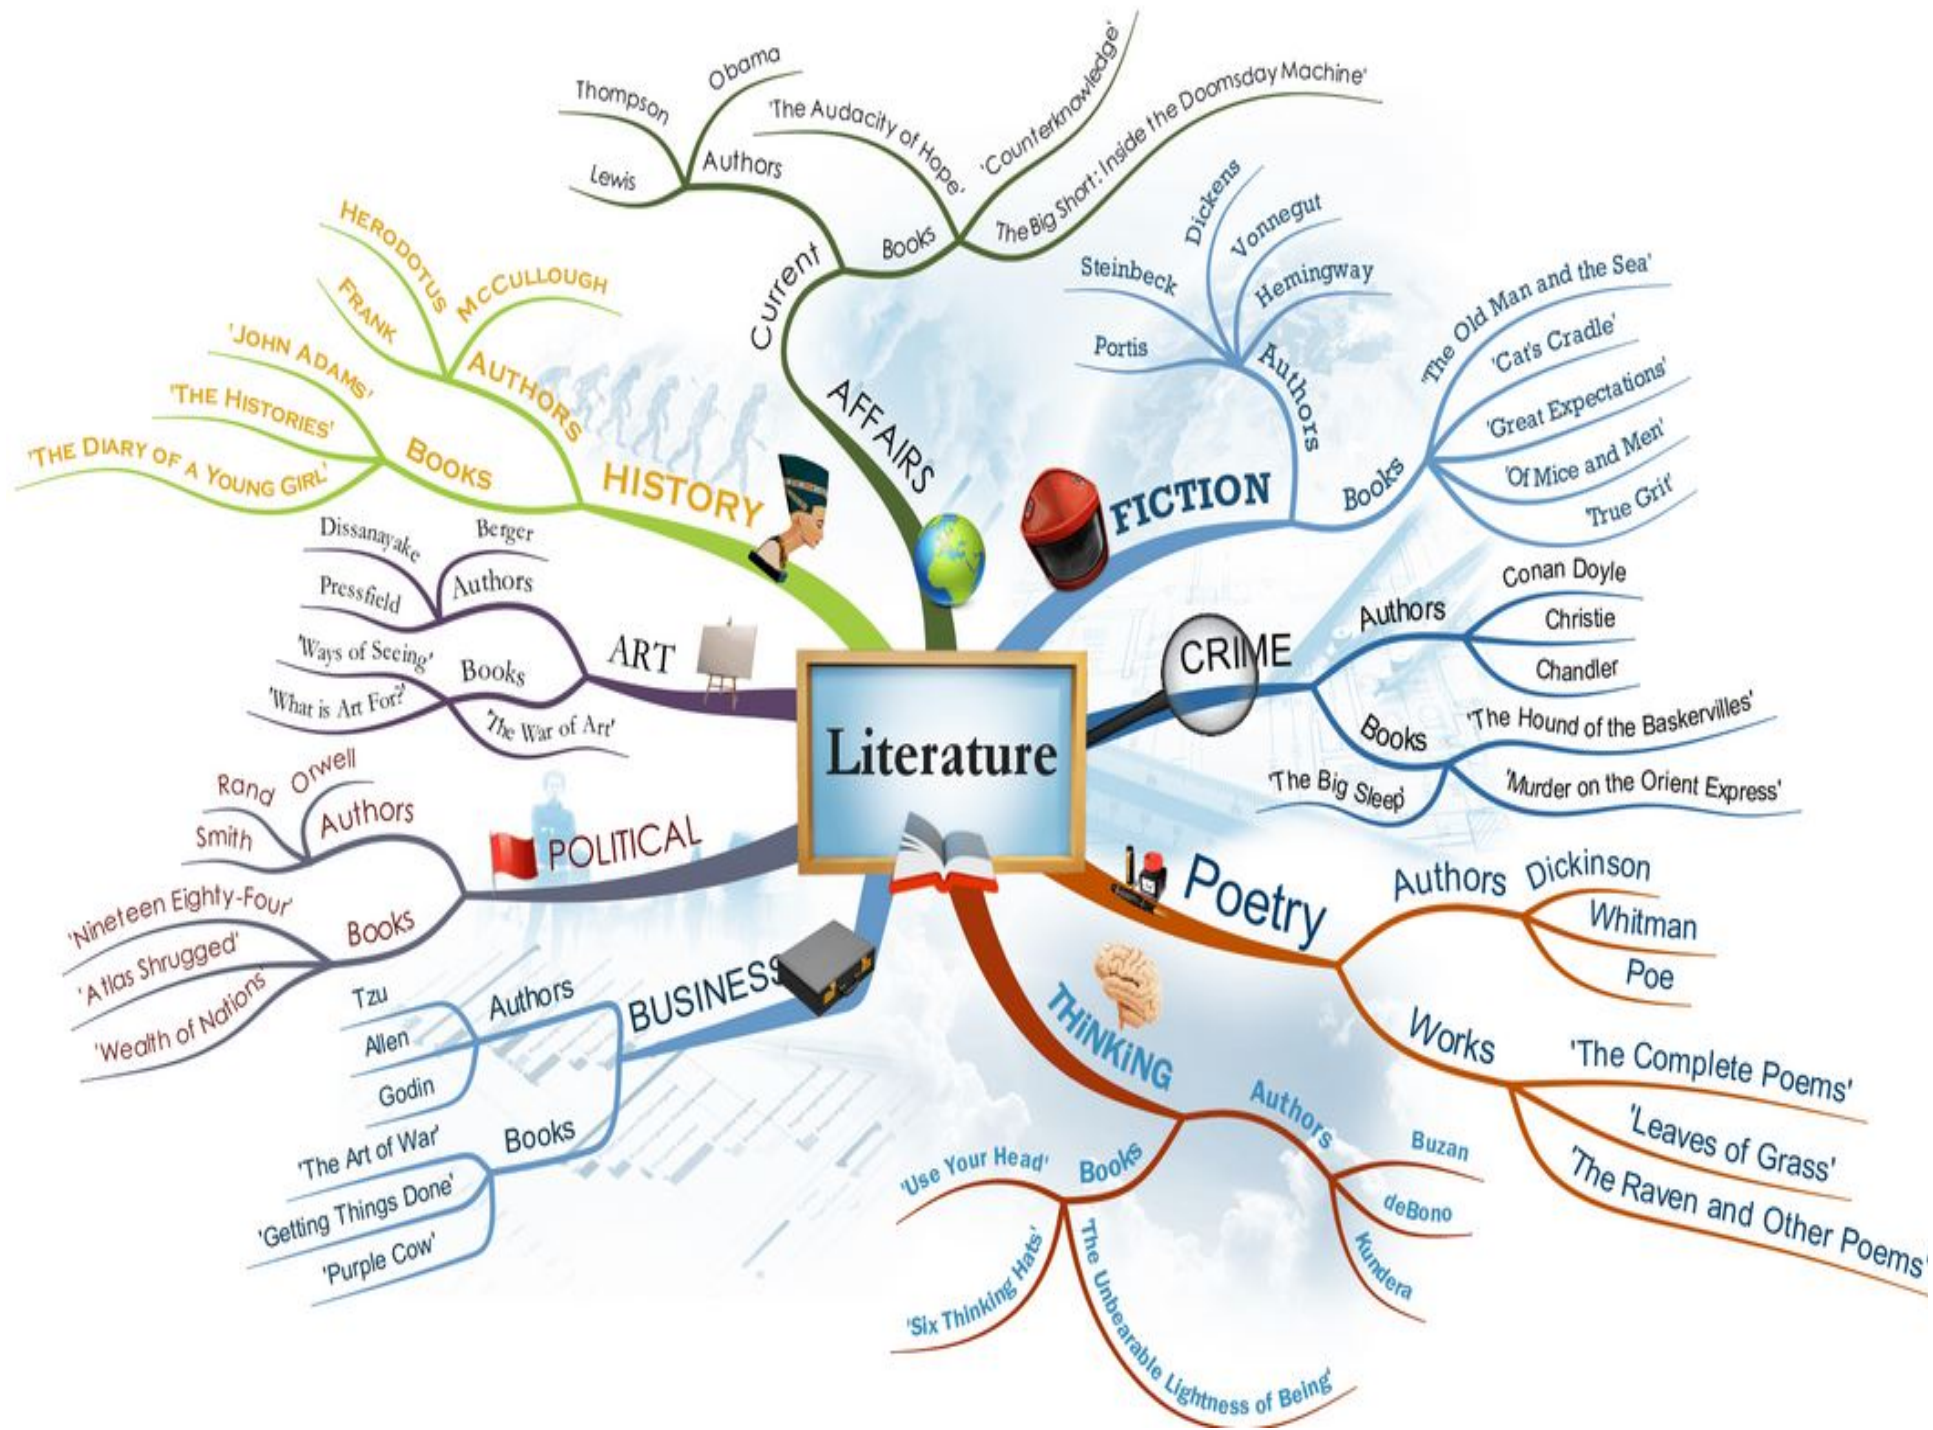 Literature
Current
AFFAIRS
Authors
Thompson
Obama
Lewis
Books
'The Audacity of Hope'
'Counterknowledge'
The Big Short: Inside the Doomsday Machine'
FICTION
Authors
Dickens
Vonnegut
Steinbeck
Hemingway
Portis
Books
'The Old Man and the Sea'
'Cat's Cradle'
'Great Expectations'
'Of Mice and Men'
'True Grit'
CRIME
Authors
Conan Doyle
Christie
Chandler
Books
'The Hound of the Baskervilles'
'Murder on the Orient Express'
'The Big Sleep'
Poetry
Authors
Dickinson
Whitman
Poe
Works
'The Complete Poems'
'Leaves of Grass'
'The Raven and Other Poems'
THiNKiNG
Authors
Buzan
deBono
Kundera
Books
'Use Your Head'
'Six Thinking Hats'
'The Unbearable Lightness of Being'
BUSINESS
Authors
Tzu
Allen
Godin
Books
'The Art of War'
'Getting Things Done'
'Purple Cow'
POLITICAL
Authors
Rand
Orwell
Smith
Books
'Nineteen Eighty-Four'
'Atlas Shrugged'
'Wealth of Nations'
ART
Authors
Dissanayake
Berger
Pressfield
Books
'Ways of Seeing'
'What is Art For?'
'The War of Art'
HISTORY
AUTHORS
HERODOTUS
MCCULLOUGH
FRANK
BOOKS
'JOHN ADAMS'
'THE HISTORIES'
'THE DIARY OF A YOUNG GIRL'